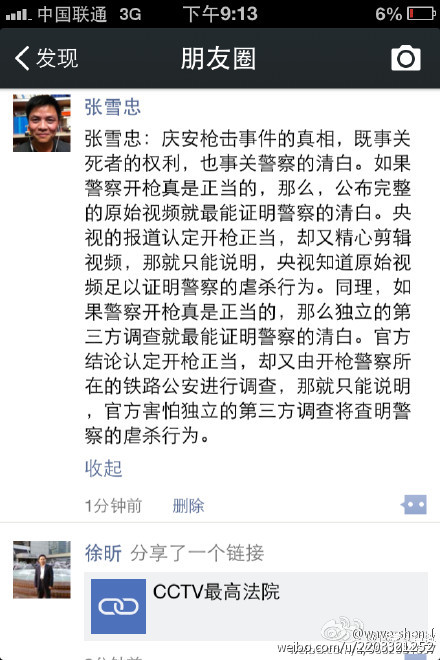 中国联通 3G 下午9:13 6%
发现 朋友圈
张雪忠
张雪忠：庆安枪击事件的真相，既事关
死者的权利，也事关警察的清白。如果
警察开枪真是正当的，那么，公布完整
的原始视频就最能证明警察的清白。央
视的报道认定开枪正当，却又精心剪辑
视频，那就只能说明，央视知道原始视
频足以证明警察的虐杀行为。同理，如
果警察开枪真是正当的，那么独立的第
三方调查就最能证明警察的清白。官方
结论认定开枪正当，却又由开枪警察所
在的铁路公安进行调查，那就只能说明
，官方害怕独立的第三方调查将查明警
察的虐杀行为。
收起
1分钟前 删除
徐昕 分享了一个链接
CCTV最高法院
weibo.com/u/2203381252